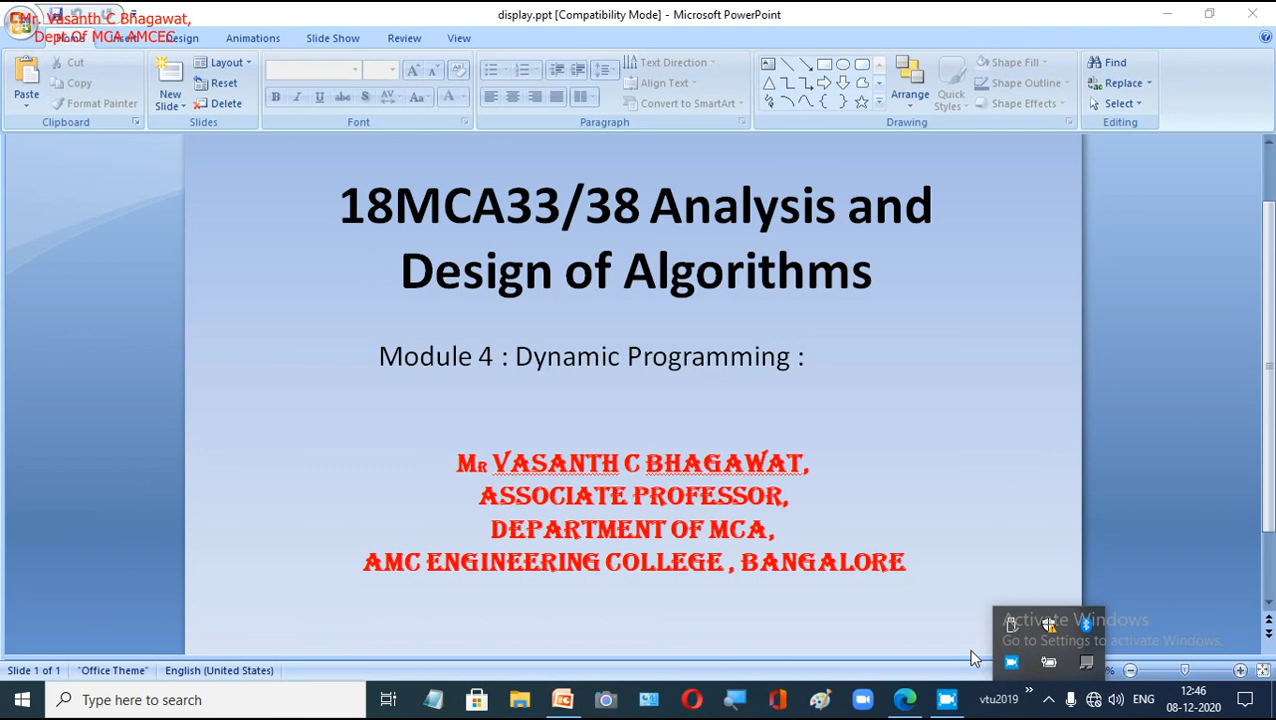 Mr. Vasanth C Bhagawat,
Dept Of MCA AMCEC
display.ppt [Compatibility Mode] - Microsoft PowerPoint
Design Animations Slide Show Review View
Paste
Cut
Copy
Format Painter
Clipboard
New Slide
Layout
Reset
Delete
Slides
B I U abc S AV Aa A
Font
Text Direction
Align Text
Convert to SmartArt
Paragraph
Arrange
Quick Styles
Shape Fill
Shape Outline
Shape Effects
Drawing
Find
Replace
Select
Editing
18MCA33/38 Analysis and
Design of Algorithms
Module 4 : Dynamic Programming :
Mr VASANTH C BHAGAWAT,
ASSOCIATE PROFESSOR,
DEPARTMENT OF MCA,
AMC ENGINEERING COLLEGE , BANGALORE
Activate Windows
Go to Settings to activate Windows.
Slide 1 of 1 "Office Theme" English (United States)
Type here to search
vtu2019
ENG
12:46
08-12-2020